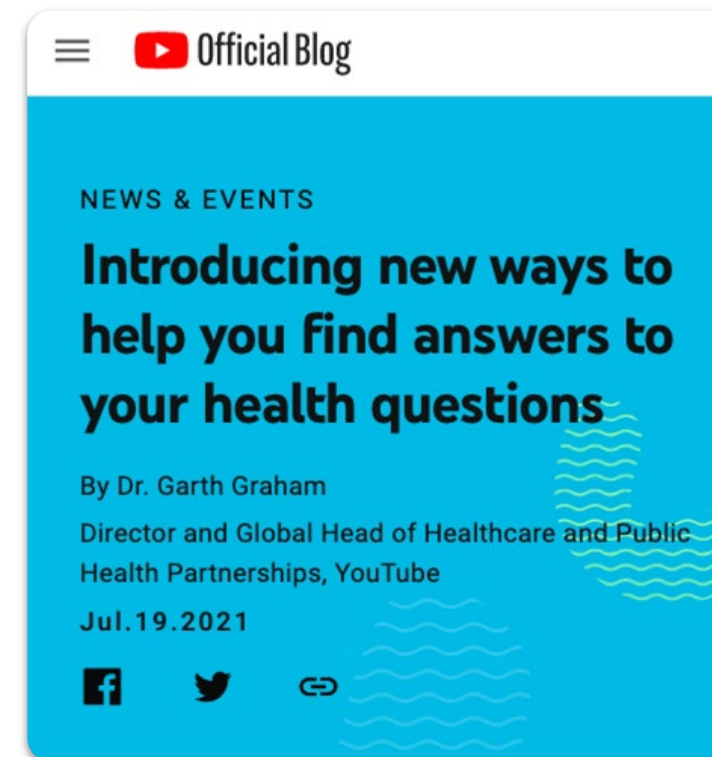 Official Blog
NEWS & EVENTS
Introducing new ways to
help you find answers to
your health questions
By Dr. Garth Graham
Director and Global Head of Healthcare and Public
Health Partnerships, YouTube
Jul.19.2021